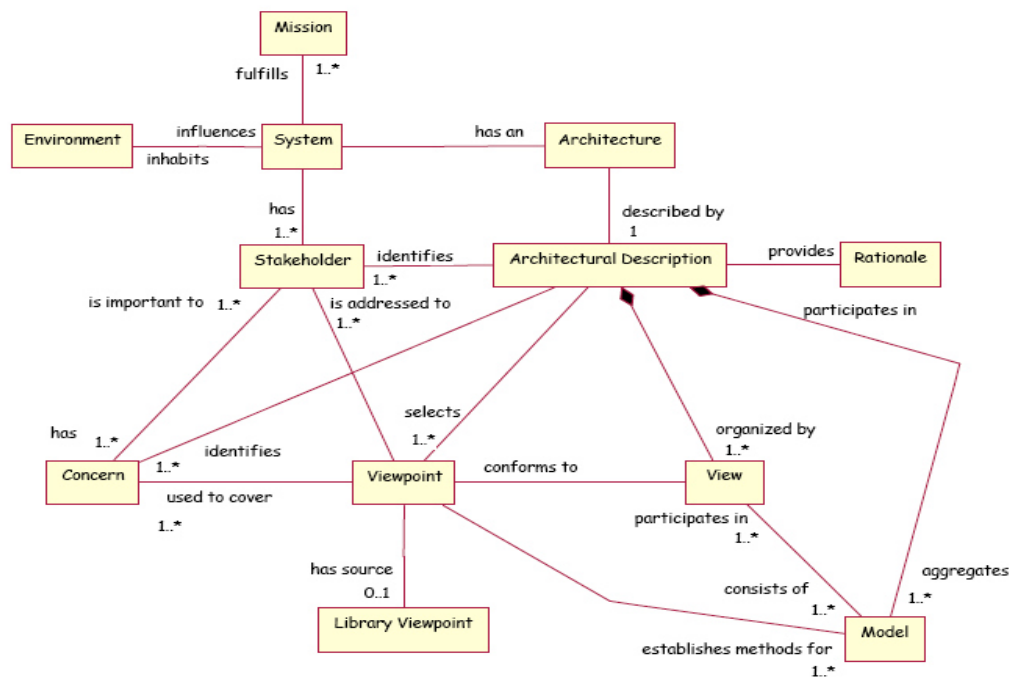 Mission
1..*
fulfills
Environment
influences
inhabits
System
has an
Architecture
has
1..*
described by
1
Stakeholder
identifies
1..*
Architectural Description
provides
Rationale
is important to
1..*
is addressed to
1..*
participates in
has
1..*
selects
1..*
organized by
1..*
Concern
1..*
identifies
used to cover
1..*
Viewpoint
conforms to
View
participates in
1..*
has source
0..1
Library Viewpoint
consists of
1..*
aggregates
1..*
Model
establishes methods for
1..*